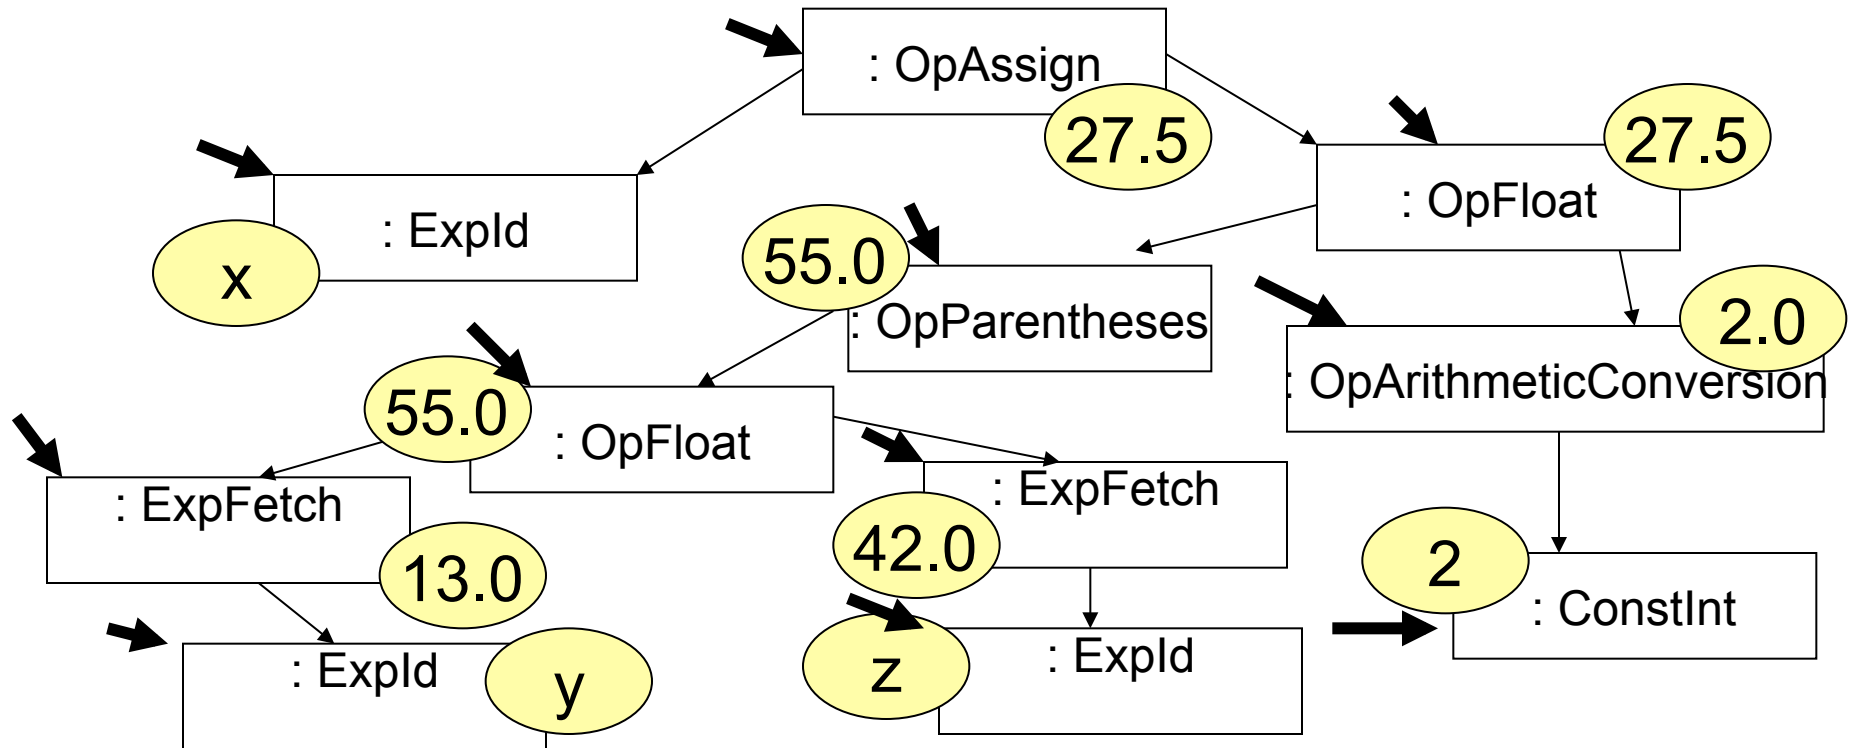 : OpAssign
27.5
27.5
: OpFloat
: ExpId
x
55.0
: OpParentheses
2.0
: OpArithmeticConversion
55.0
: OpFloat
: ExpFetch
13.0
: ExpFetch
42.0
2
: ConstInt
: ExpId
y
z
: ExpId